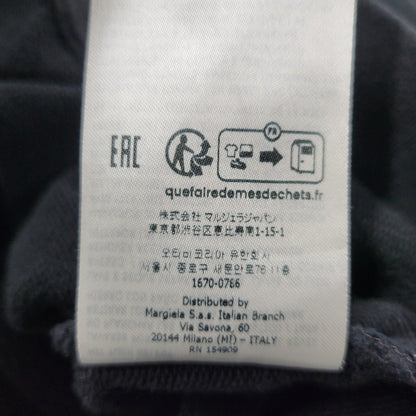 EAC
FR
quefairedemesdechets.fr
株式会社 マルジェラジャパン
東京都渋谷区恵比寿南1-15-1
오티비코리아 유한회사
서울시 종로구 새문안로76 11층
1670-0786
Distributed by
Margiela S.a.s. Italian Branch
Via Savona, 60
20144 Milano (MI) - ITALY
RN 154909